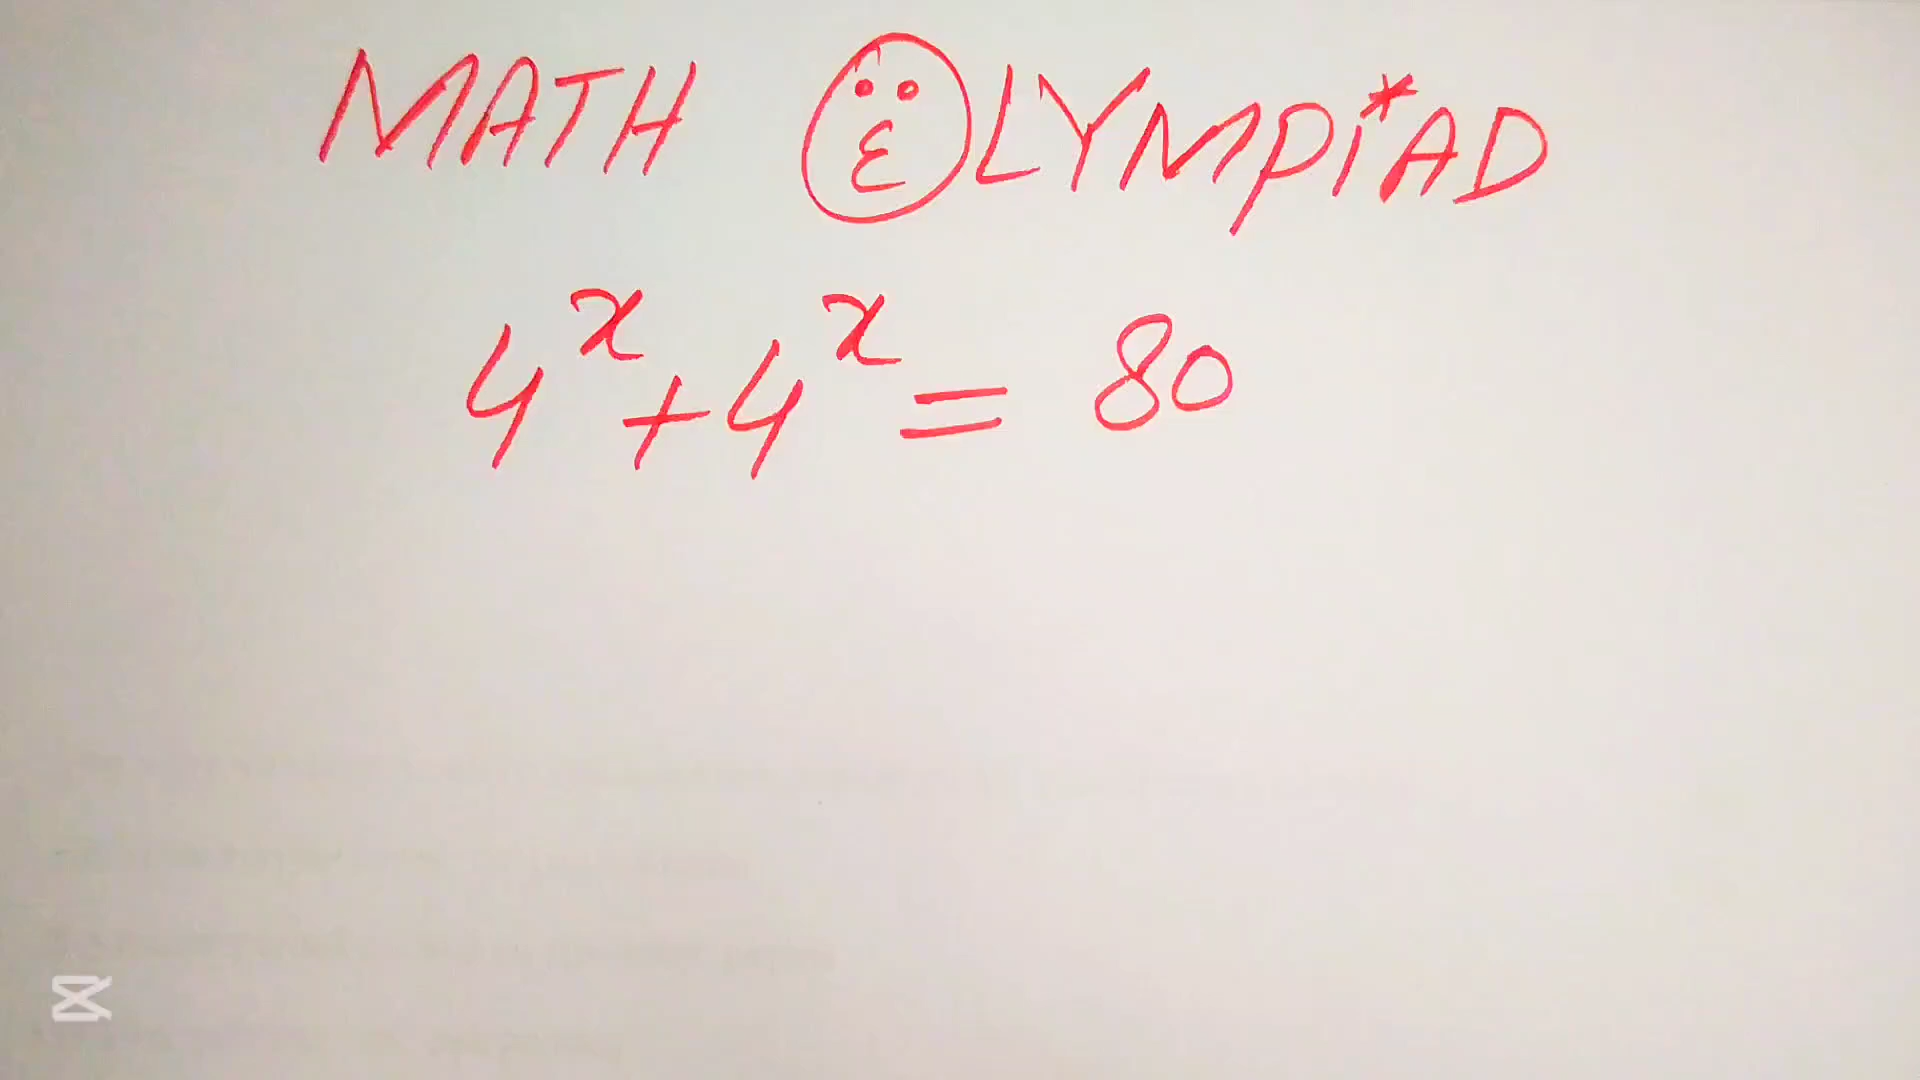 MATH OLYMPiAD
4^x + 4^x = 80